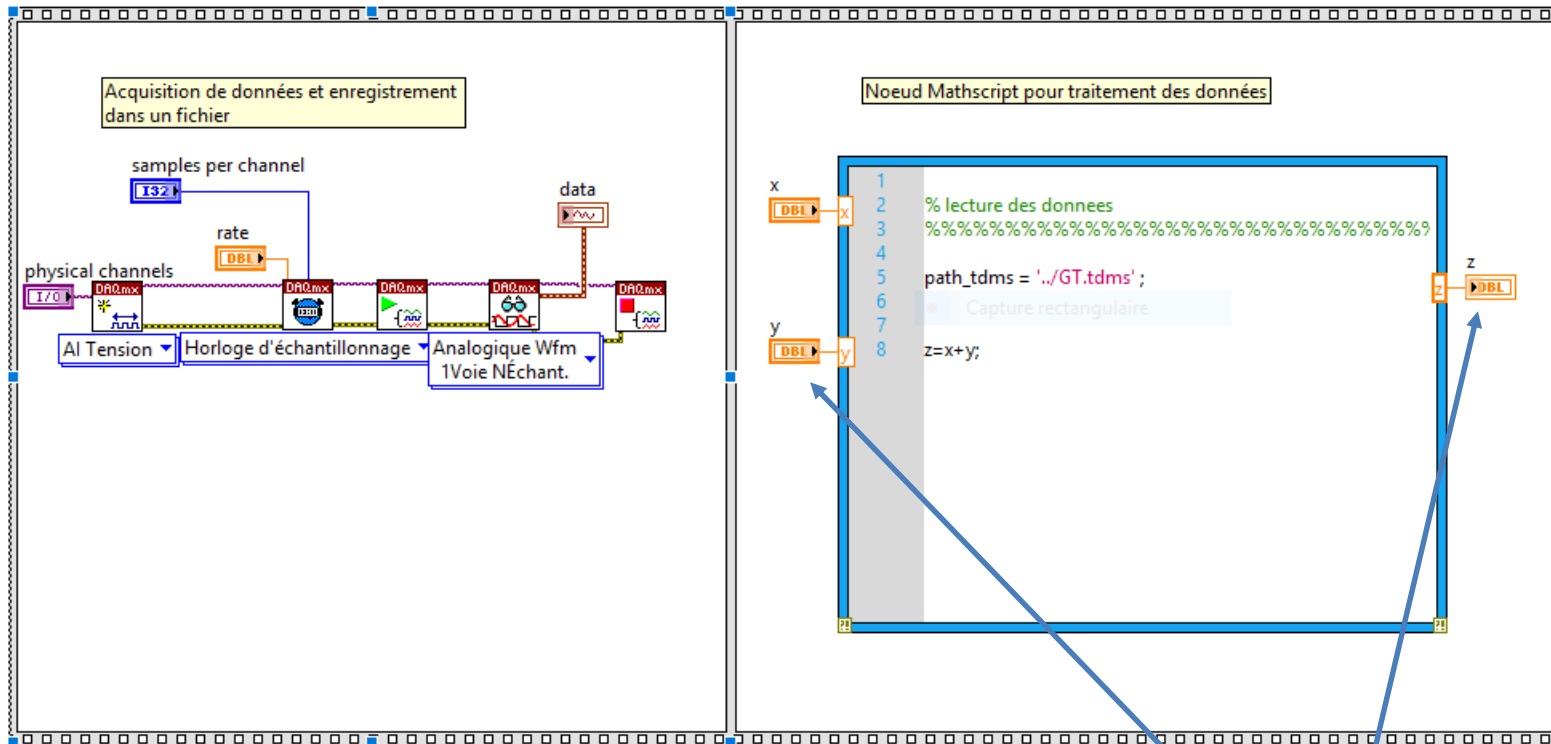 Acquisition de données et enregistrement
dans un fichier
samples per channel
I32
data
rate
DBL
physical channels
I/O
DAQmx
DAQmx
DAQmx
DAQmx
DAQmx
AI Tension
Horloge d'échantillonnage
Analogique Wfm
1Voie NÉchant.
Noeud Mathscript pour traitement des données
x
DBL
x
y
DBL
y
1
2 % lecture des donnees
3 %%%%%%%%%%%%%%%%%%%%%%%%%%%%%%%%
4
5 path_tdms = '../GT.tdms' ;
6 Capture rectangulaire
7
8 z=x+y;
z
z
DBL
?!
?!